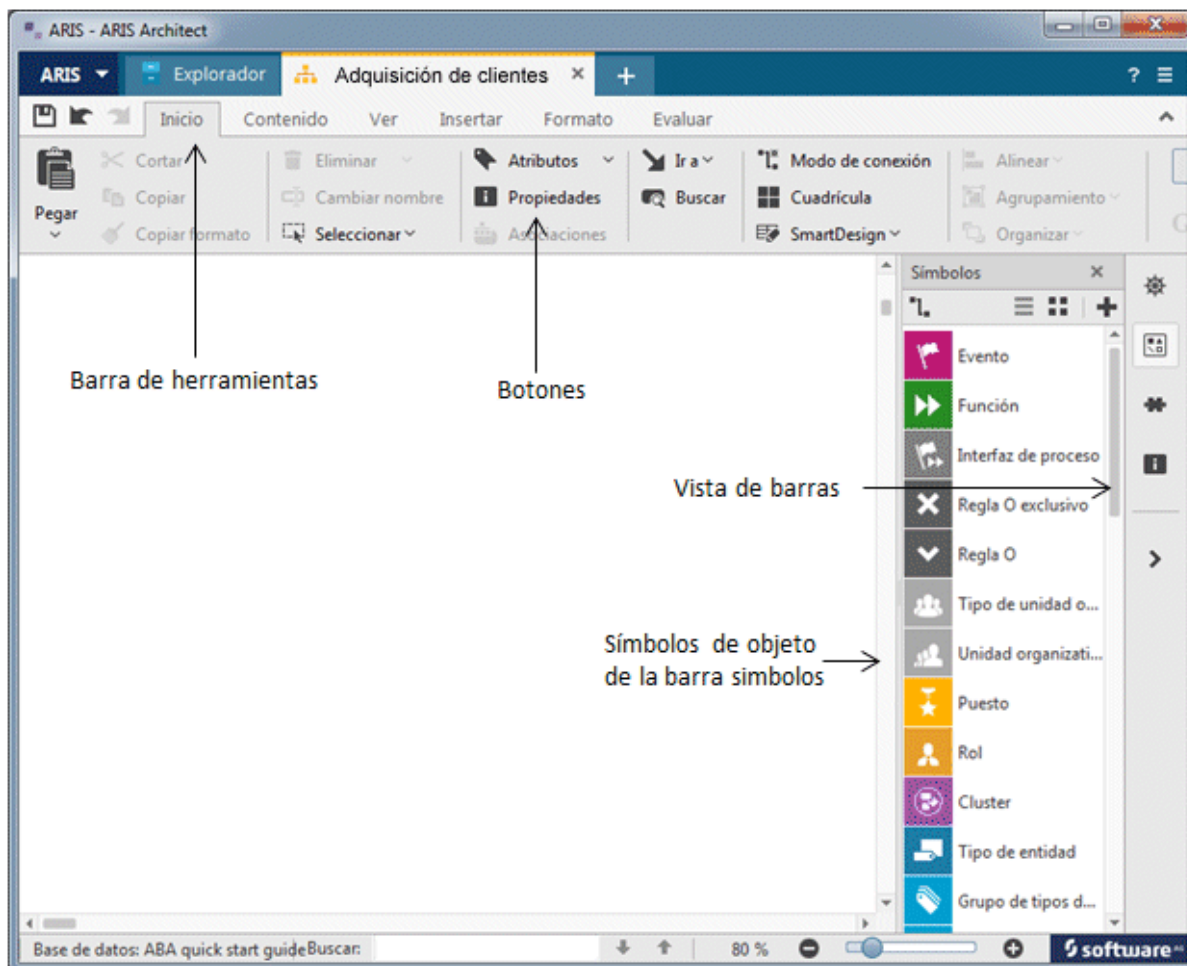 ARIS - ARIS Architect
ARIS Explorador Adquisición de clientes × + ?
Inicio Contenido Ver Insertar Formato Evaluar
Cortar Eliminar Atributos Ir a Modo de conexión Alinear
Pegar Copiar Cambiar nombre Propiedades Buscar Cuadrícula Agrupamiento
Copiar formato Seleccionar Asociaciones SmartDesign Organizar
Símbolos
Evento
Barra de herramientas
Botones
Función
Interfaz de proceso
Vista de barras
Regla O exclusivo
Regla O
Tipo de unidad o...
Símbolos de objeto
de la barra simbolos
Unidad organizati...
Puesto
Rol
Cluster
Tipo de entidad
Grupo de tipos d...
Base de datos: ABA quick start guide Buscar: 80 % software AG